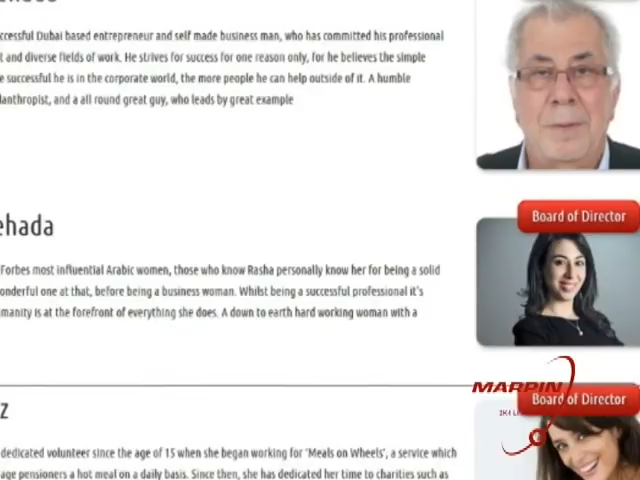 ccessful Dubai based entrepreneur and self made business man, who has committed his professional
t and diverse fields of work. He strives for success for one reason only, for he believes the simple
e successful he is in the corporate world, the more people he can help outside of it. A humble
lanthropist, and a all round great guy, who leads by great example
Board of Director
ehada
Forbes most influential Arabic women, those who know Rasha personally know her for being a solid
onderful one at that, before being a business woman. Whilst being a successful professional it's
manity is at the forefront of everything she does. A down to earth hard working woman with a
MARPIN
Board of Director
z
dedicated volunteer since the age of 15 when she began working for 'Meals on Wheels', a service which
age pensioners a hot meal on a daily basis. Since then, she has dedicated her time to charities such as